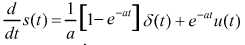 d/dt s(t) = 1/a [1 − e^{−at}] δ(t) + e^{−at} u(t)